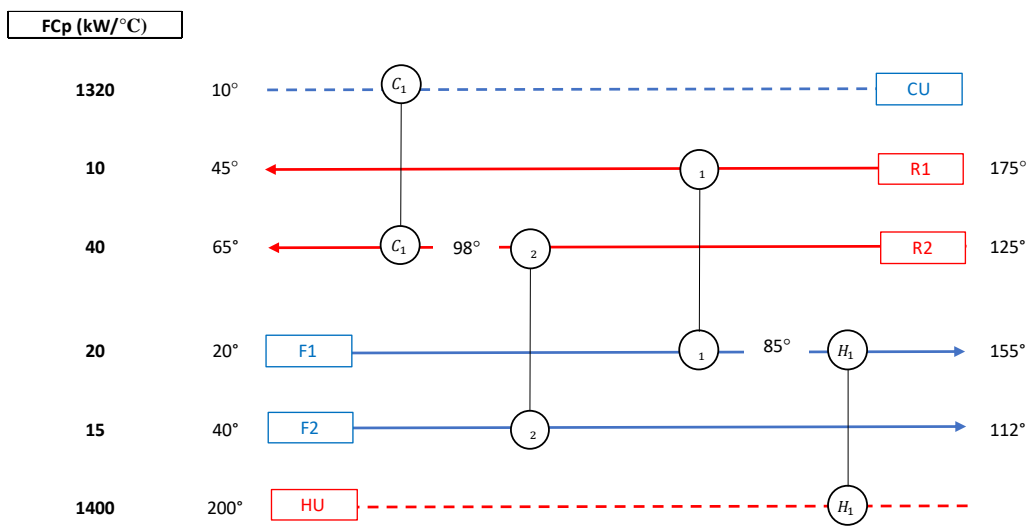 FCp (kW/°C)
1320 10° C₁ CU
10 45° 1 R1 175°
40 65° C₁ 98° 2 R2 125°
20 20° F1 1 85° H₁ 155°
15 40° F2 2 112°
1400 200° HU H₁